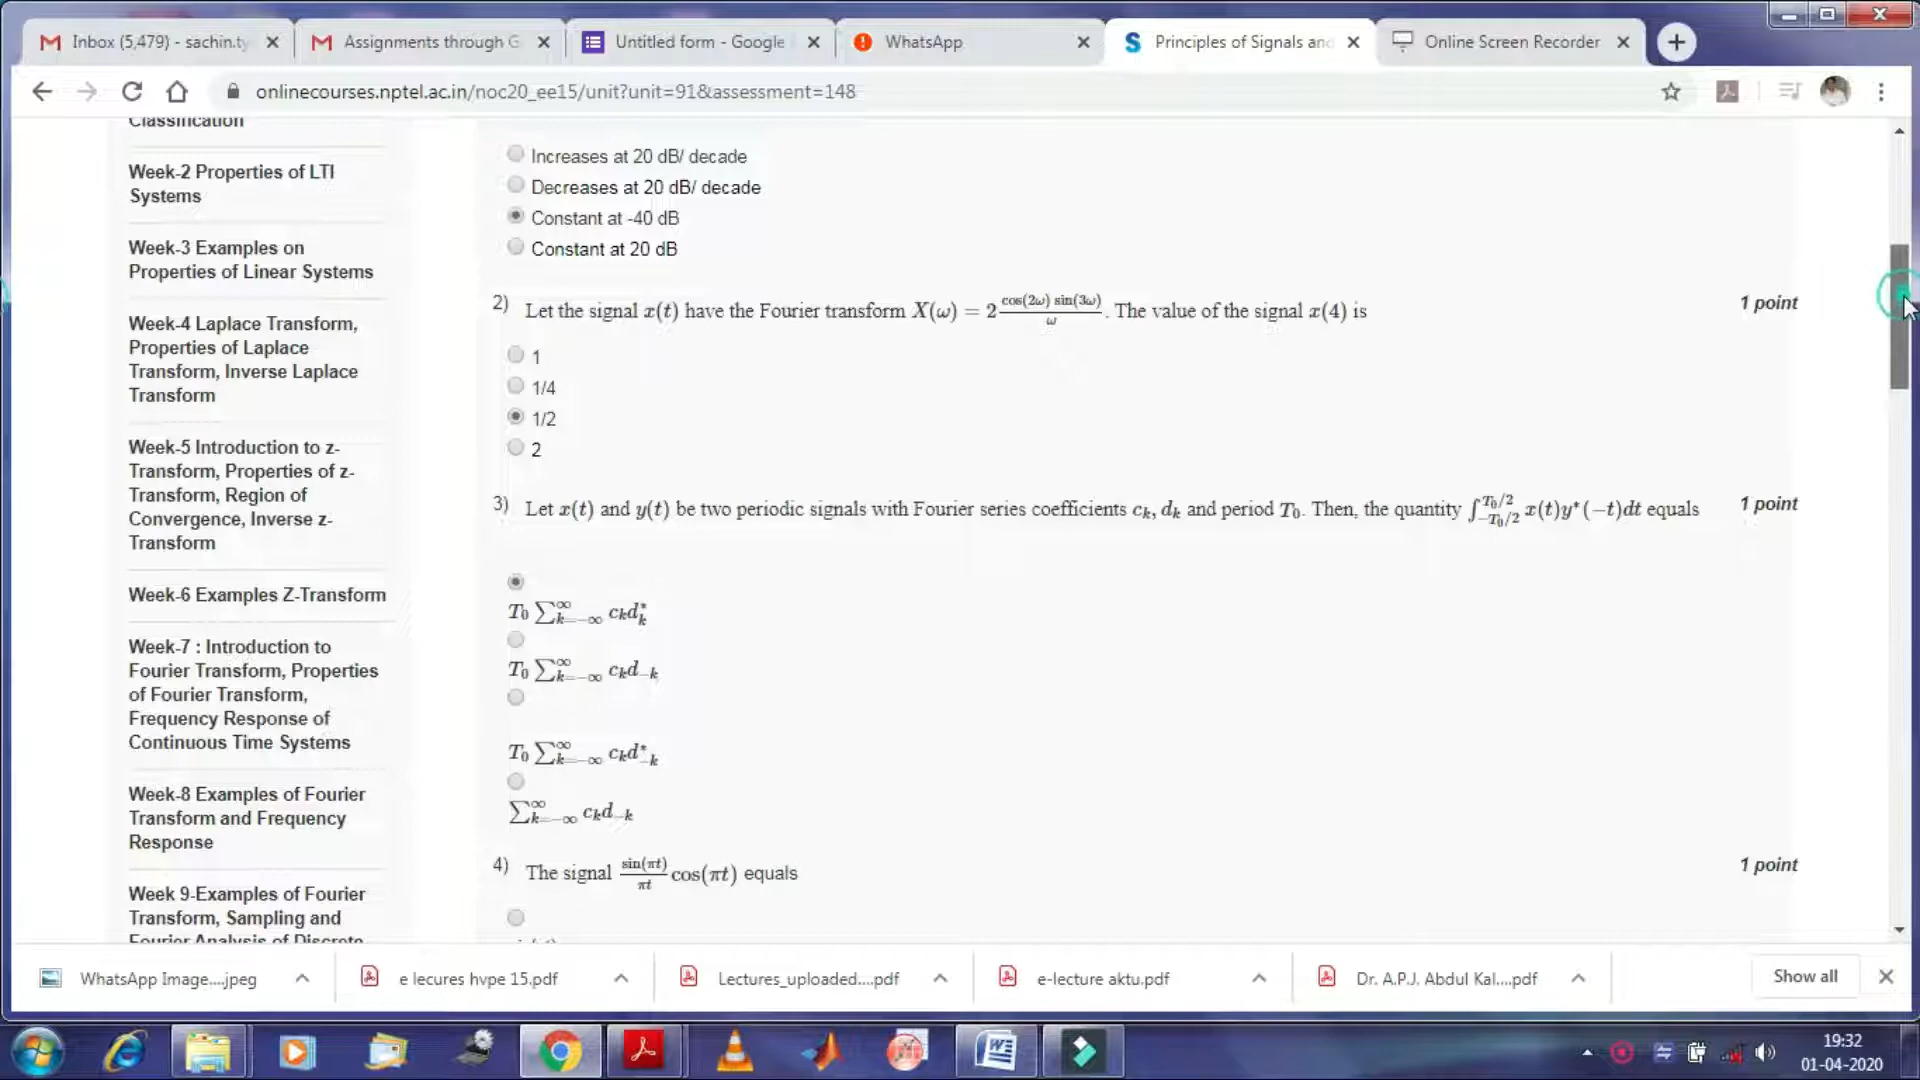 Inbox (5,479) - sachin.ty
Assignments through G
Untitled form - Google
WhatsApp
Principles of Signals and
Online Screen Recorder
onlinecourses.nptel.ac.in/noc20_ee15/unit?unit=91&assessment=148
Classification
Week-2 Properties of LTI
Systems
Week-3 Examples on
Properties of Linear Systems
Week-4 Laplace Transform,
Properties of Laplace
Transform, Inverse Laplace
Transform
Week-5 Introduction to z-
Transform, Properties of z-
Transform, Region of
Convergence, Inverse z-
Transform
Week-6 Examples Z-Transform
Week-7 : Introduction to
Fourier Transform, Properties
of Fourier Transform,
Frequency Response of
Continuous Time Systems
Week-8 Examples of Fourier
Transform and Frequency
Response
Week 9-Examples of Fourier
Transform, Sampling and
Fourier Analysis of Discrete
Increases at 20 dB/ decade
Decreases at 20 dB/ decade
Constant at -40 dB
Constant at 20 dB
2) Let the signal x(t) have the Fourier transform X(ω) = 2 cos(2ω) sin(3ω)/ω. The value of the signal x(4) is 1 point
1
1/4
1/2
2
3) Let x(t) and y(t) be two periodic signals with Fourier series coefficients c_k, d_k and period T_0. Then, the quantity ∫_{-T_0/2}^{T_0/2} x(t)y*(−t)dt equals 1 point
T_0 ∑_{k=−∞}^{∞} c_k d_k^*
T_0 ∑_{k=−∞}^{∞} c_k d_{−k}
T_0 ∑_{k=−∞}^{∞} c_k d^*_{−k}
∑_{k=−∞}^{∞} c_k d_{−k}
4) The signal sin(πt)/πt cos(πt) equals 1 point
WhatsApp Image....jpeg
e lecures hvpe 15.pdf
Lectures_uploaded....pdf
e-lecture aktu.pdf
Dr. A.P.J. Abdul Kal....pdf
Show all
19:32
01-04-2020